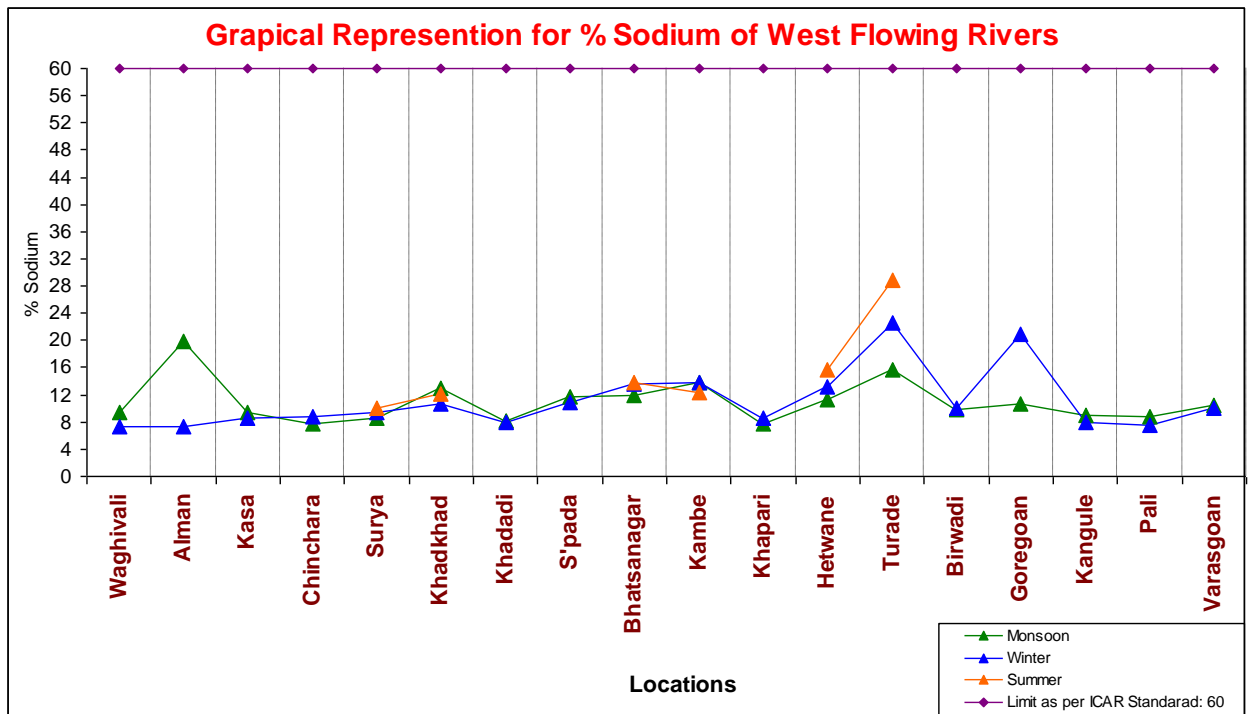 Grapical Represention for % Sodium of West Flowing Rivers
% Sodium
60
56
52
48
44
40
36
32
28
24
20
16
12
8
4
0
Waghivali
Alman
Kasa
Chinchara
Surya
Khadkhad
Khadadi
S'pada
Bhatsanagar
Kambe
Khapari
Hetwane
Turade
Birwadi
Goregoan
Kangule
Pali
Varasgoan
Locations
Monsoon
Winter
Summer
Limit as per ICAR Standarad: 60